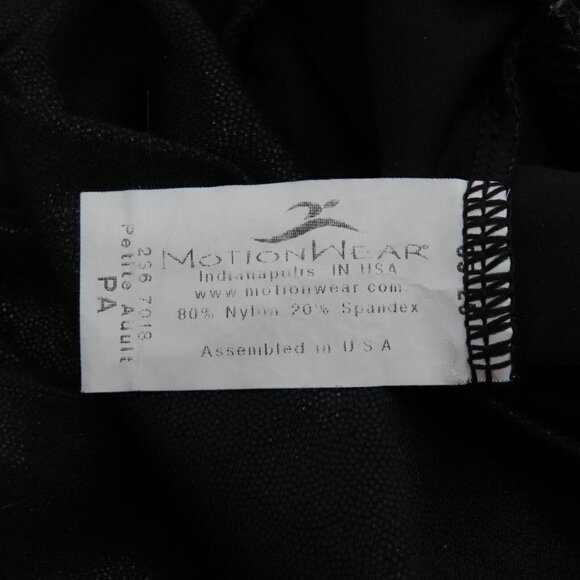 MOTIONWEAR®
Indianapolis IN USA
www.motionwear.com
80% Nylon 20% Spandex
Assembled in U S A
236 7018
Petite Adult
PA